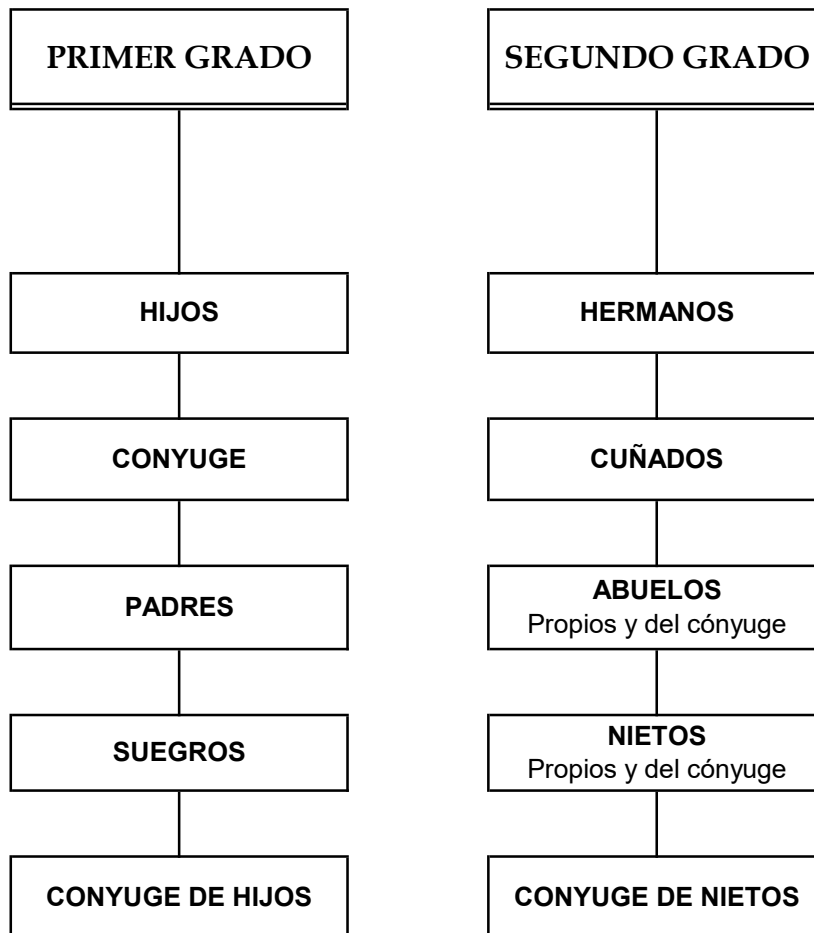 PRIMER GRADO
HIJOS
CONYUGE
PADRES
SUEGROS
CONYUGE DE HIJOS
SEGUNDO GRADO
HERMANOS
CUÑADOS
ABUELOS
Propios y del cónyuge
NIETOS
Propios y del cónyuge
CONYUGE DE NIETOS